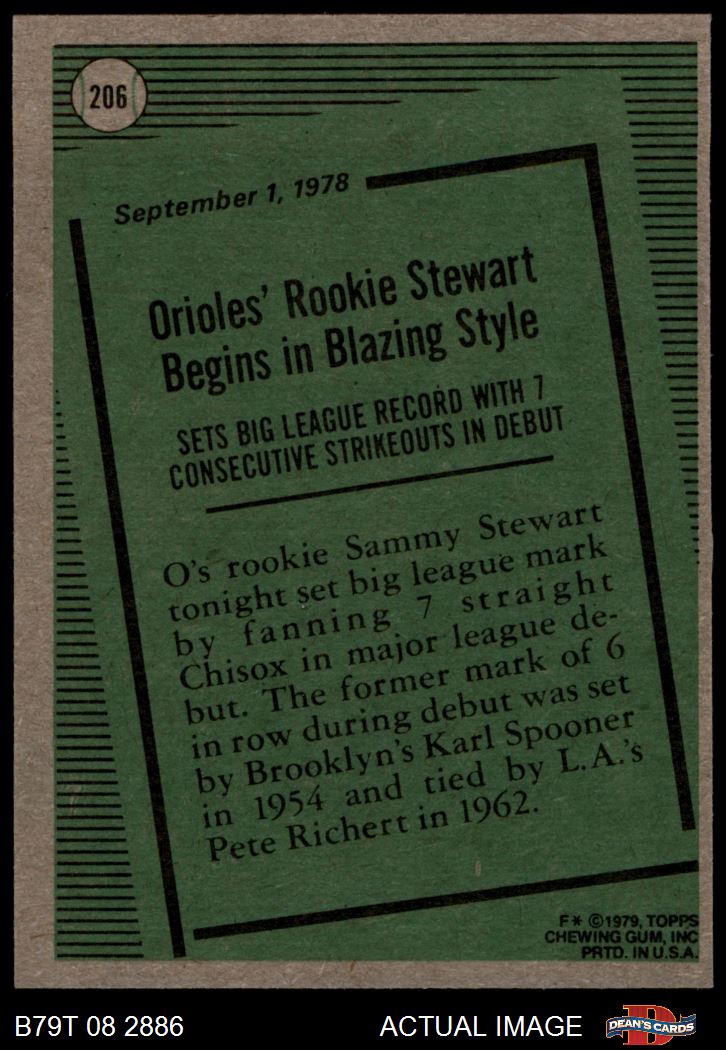 206
September 1, 1978
Orioles' Rookie Stewart
Begins in Blazing Style
SETS BIG LEAGUE RECORD WITH 7
CONSECUTIVE STRIKEOUTS IN DEBUT
O's rookie Sammy Stewart
tonight set big league mark
by fanning 7 straight
Chisox in major league de-
but. The former mark of 6
in row during debut was set
by Brooklyn's Karl Spooner
in 1954 and tied by L.A.'s
Pete Richert in 1962.
F* ©1979, TOPPS
CHEWING GUM, INC
PRTD. IN U.S.A.
B79T 08 2886
ACTUAL IMAGE
DEAN'S CARDS